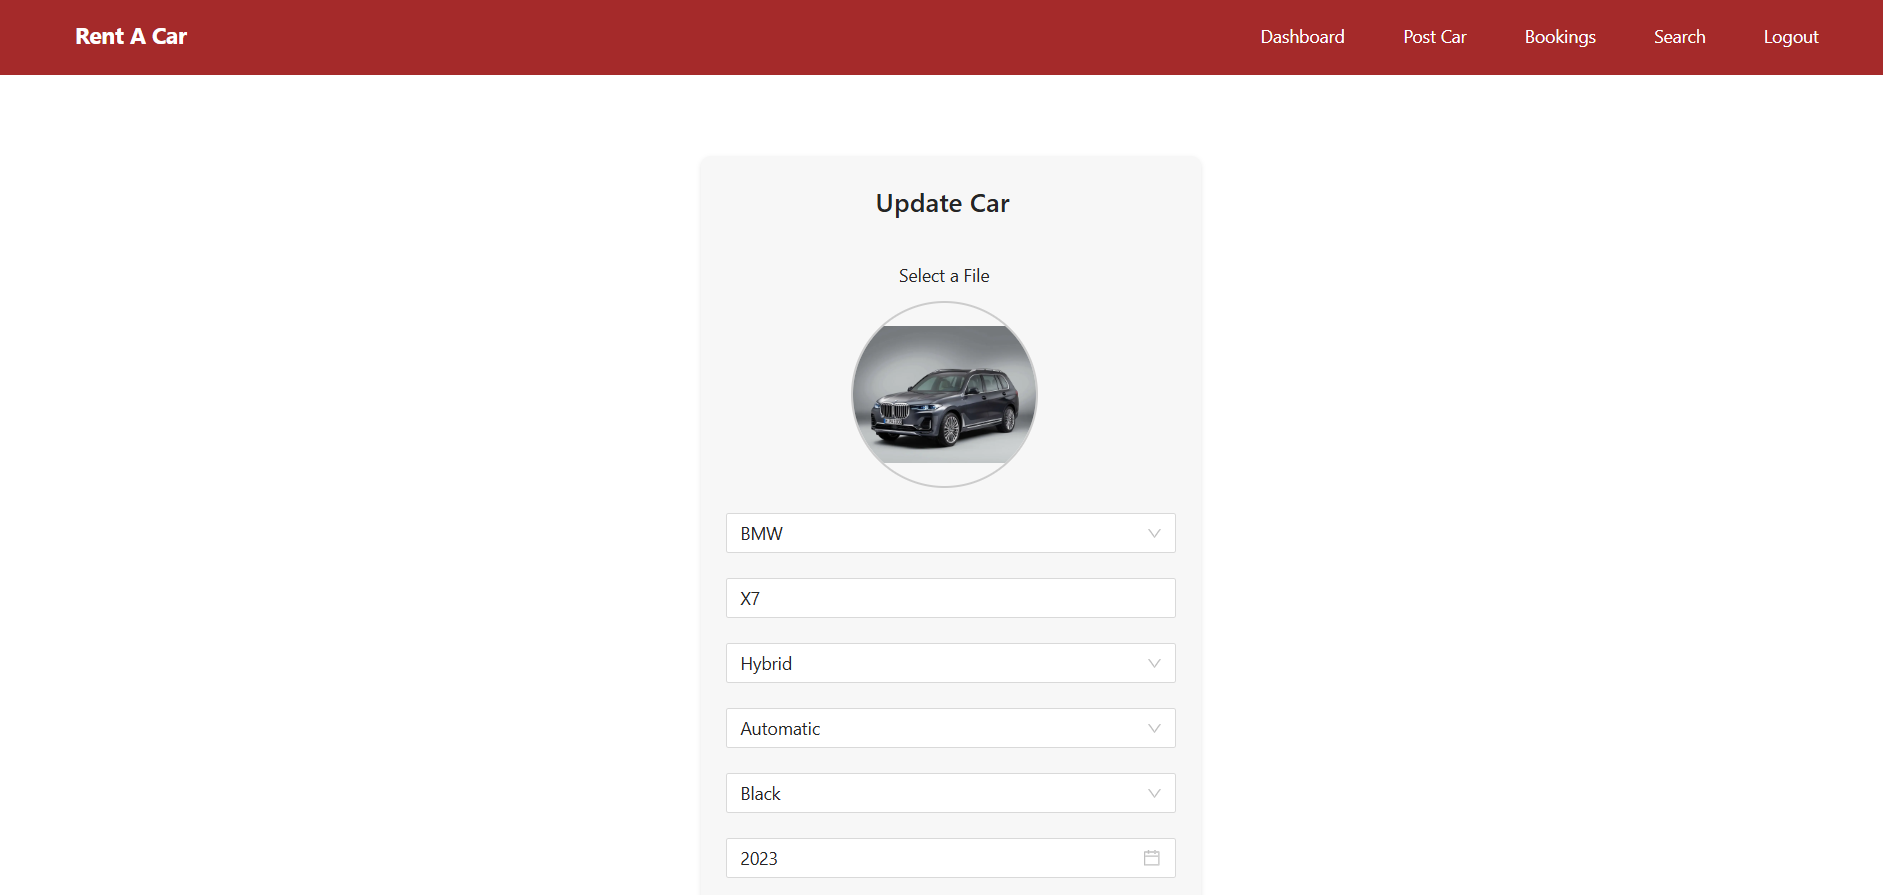 Rent A Car
Dashboard Post Car Bookings Search Logout
Update Car
Select a File
BMW
X7
Hybrid
Automatic
Black
2023